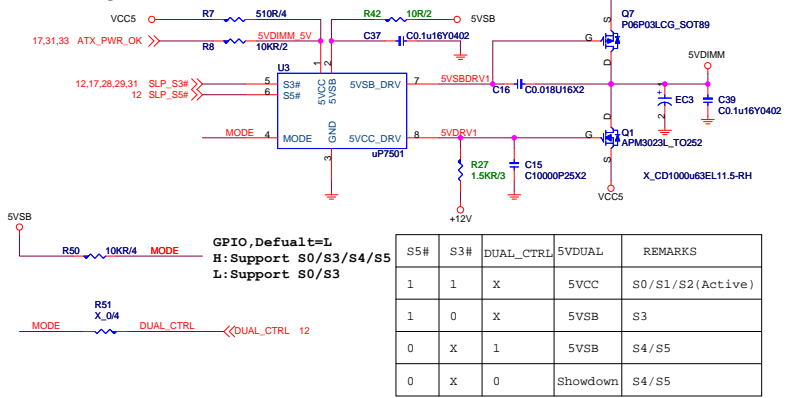 S
VCC5
R7
510R/4
R42
10R/2
5VSB
Q7
P06P03LCG_SOT89
17,31,33 ATX_PWR_OK
R8
10KR/2
5VDIMM_5V
C37
C0.1u16Y0402
G
5VDIMM
D
U3
1
2
12,17,28,29,31 SLP_S3#
5
S3#
5VCC
5VSB
5VSB_DRV
7
5VSBDRV1
12 SLP_S5#
6
S5#
C16
C0.018U16X2
+
1
2
EC3
C39
C0.1u16Y0402
MODE
4
MODE
GND
5VCC_DRV
8
5VDRV1
G
D
S
Q1
APM3023L_TO252
3
uP7501
R27
1.5KR/3
C15
C10000P25X2
VCC5
X_CD1000u63EL11.5-RH
+12V
5VSB
R50
10KR/4
MODE
GPIO,Defualt=L
H:Support S0/S3/S4/S5
L:Support S0/S3
R51
X_0/4
MODE
DUAL_CTRL
DUAL_CTRL 12
S5# S3# DUAL_CTRL 5VDUAL REMARKS
1 1 X 5VCC S0/S1/S2(Active)
1 0 X 5VSB S3
0 X 1 5VSB S4/S5
0 X 0 Showdown S4/S5